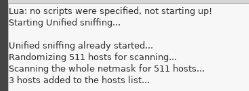 Lua: no scripts were specified, not starting up!
Starting Unified sniffing...
Unified sniffing already started...
Randomizing 511 hosts for scanning...
Scanning the whole netmask for 511 hosts...
3 hosts added to the hosts list...